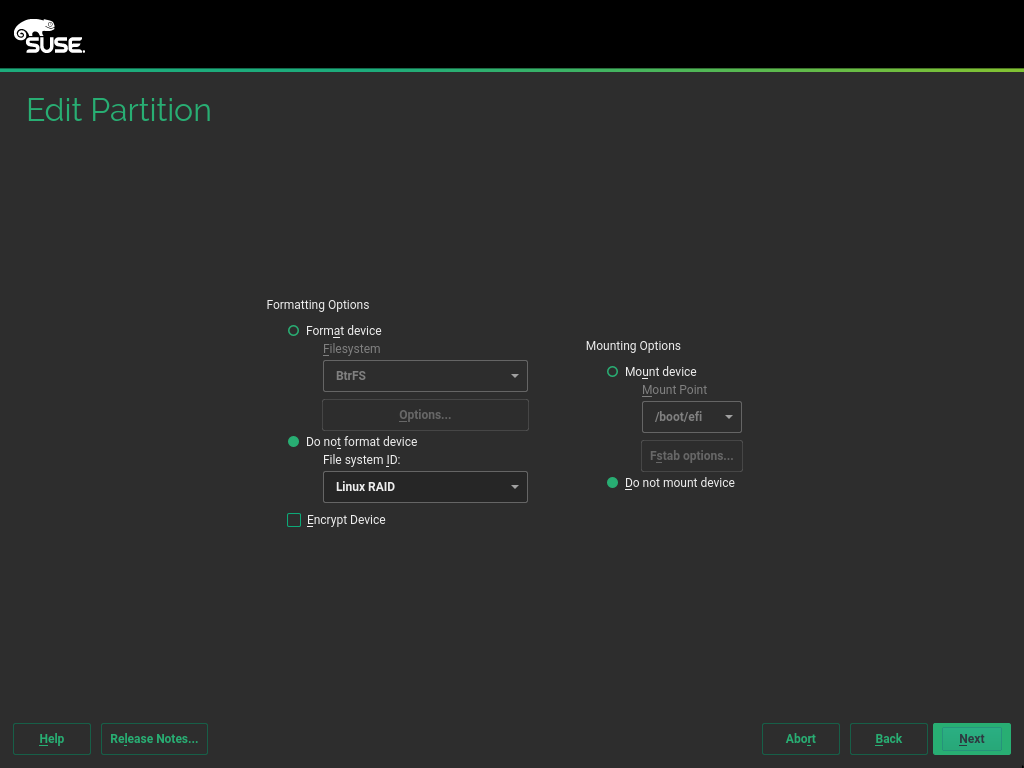 SUSE.
Edit Partition
Formatting Options
Format device
Filesystem
BtrFS
Options...
Do not format device
File system ID:
Linux RAID
Encrypt Device
Mounting Options
Mount device
Mount Point
/boot/efi
Fstab options...
Do not mount device
Help
Release Notes...
Abort
Back
Next